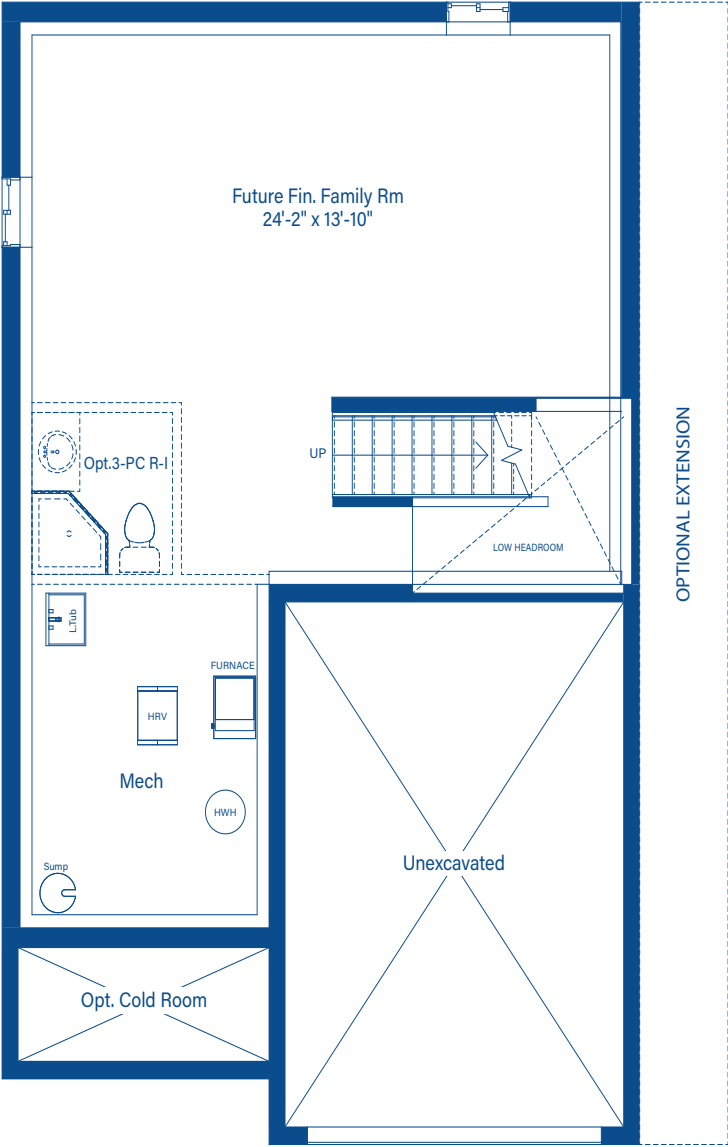 Future Fin. Family Rm
24'-2" x 13'-10"
Opt.3-PC R-I
UP
OPTIONAL EXTENSION
LOW HEADROOM
L.Tub
FURNACE
HRV
Mech
HWH
Sump
Unexcavated
Opt. Cold Room